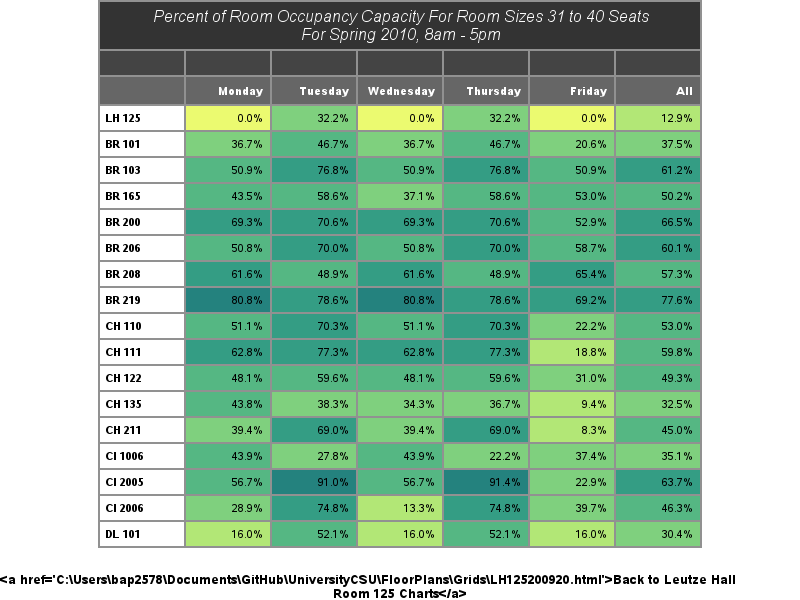 Percent of Room Occupancy Capacity For Room Sizes 31 to 40 Seats
For Spring 2010, 8am - 5pm
Monday Tuesday Wednesday Thursday Friday All
LH 125 0.0% 32.2% 0.0% 32.2% 0.0% 12.9%
BR 101 36.7% 46.7% 36.7% 46.7% 20.6% 37.5%
BR 103 50.9% 76.8% 50.9% 76.8% 50.9% 61.2%
BR 165 43.5% 58.6% 37.1% 58.6% 53.0% 50.2%
BR 200 69.3% 70.6% 69.3% 70.6% 52.9% 66.5%
BR 206 50.8% 70.0% 50.8% 70.0% 58.7% 60.1%
BR 208 61.6% 48.9% 61.6% 48.9% 65.4% 57.3%
BR 219 80.8% 78.6% 80.8% 78.6% 69.2% 77.6%
CH 110 51.1% 70.3% 51.1% 70.3% 22.2% 53.0%
CH 111 62.8% 77.3% 62.8% 77.3% 18.8% 59.8%
CH 122 48.1% 59.6% 48.1% 59.6% 31.0% 49.3%
CH 135 43.8% 38.3% 34.3% 36.7% 9.4% 32.5%
CH 211 39.4% 69.0% 39.4% 69.0% 8.3% 45.0%
CI 1006 43.9% 27.8% 43.9% 22.2% 37.4% 35.1%
CI 2005 56.7% 91.0% 56.7% 91.4% 22.9% 63.7%
CI 2006 28.9% 74.8% 13.3% 74.8% 39.7% 46.3%
DL 101 16.0% 52.1% 16.0% 52.1% 16.0% 30.4%
<a href='C:\Users\bap2578\Documents\GitHub\UniversityCSU\FloorPlans\Grids\LH125200920.html'>Back to Leutze Hall
Room 125 Charts</a>